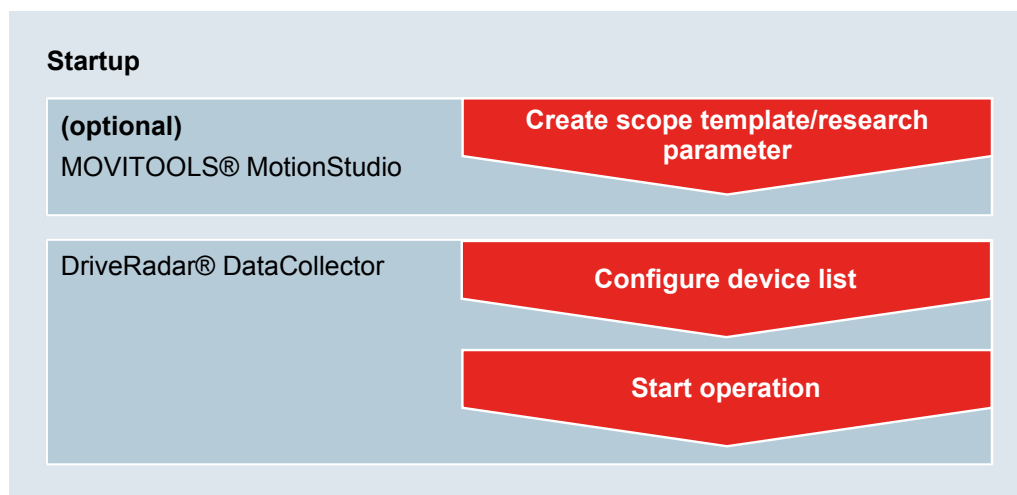 Startup
(optional)
MOVITOOLS® MotionStudio
Create scope template/research
parameter
DriveRadar® DataCollector
Configure device list
Start operation